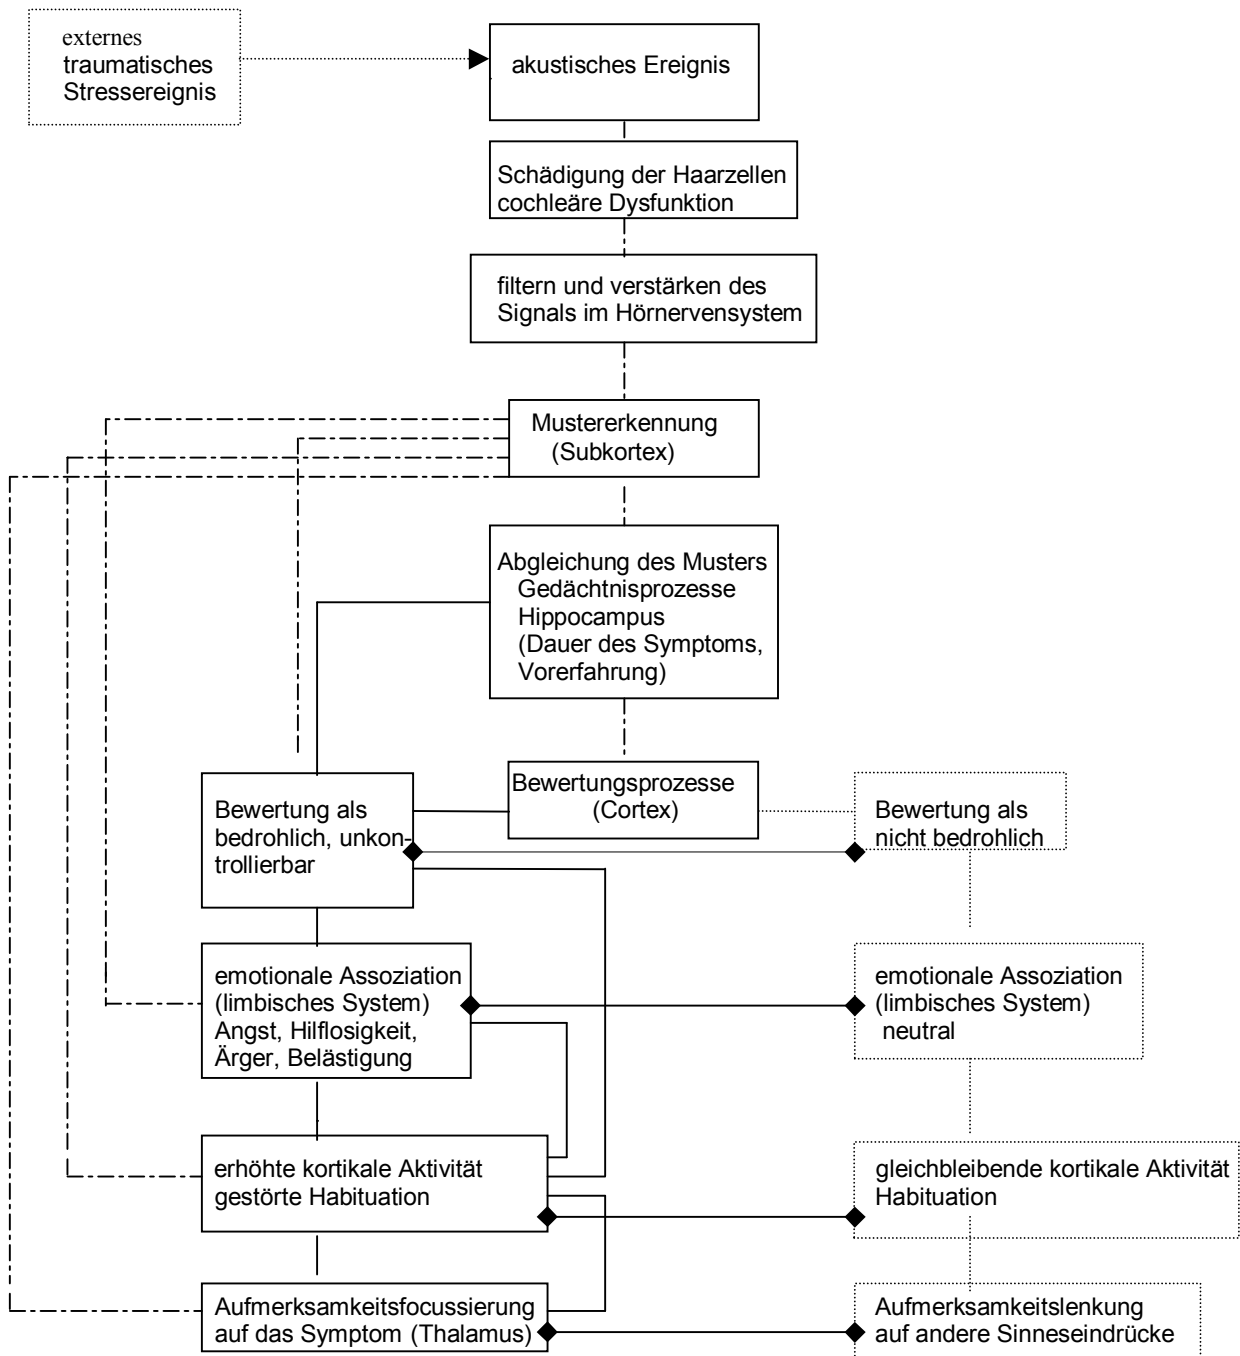 externes
traumatisches
Stressereignis
akustisches Ereignis
Schädigung der Haarzellen
cochleäre Dysfunktion
filtern und verstärken des
Signals im Hörnervensystem
Mustererkennung
(Subkortex)
Abgleichung des Musters
Gedächtnisprozesse
Hippocampus
(Dauer des Symptoms,
Vorerfahrung)
Bewertungsprozesse
(Cortex)
Bewertung als
bedrohlich, unkon-
trollierbar
Bewertung als
nicht bedrohlich
emotionale Assoziation
(limbisches System)
Angst, Hilflosigkeit,
Ärger, Belästigung
emotionale Assoziation
(limbisches System)
neutral
erhöhte kortikale Aktivität
gestörte Habituation
gleichbleibende kortikale Aktivität
Habituation
Aufmerksamkeitsfocussierung
auf das Symptom (Thalamus)
Aufmerksamkeitslenkung
auf andere Sinneseindrücke